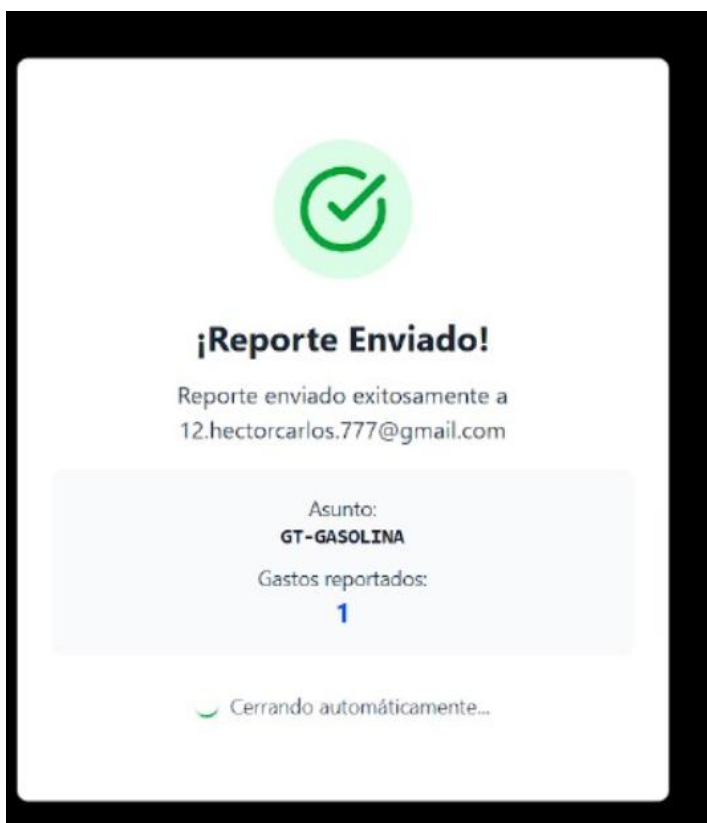 ¡Reporte Enviado!
Reporte enviado exitosamente a
12.hectorcarlos.777@gmail.com
Asunto:
GT-GASOLINA
Gastos reportados:
1
Cerrando automáticamente...